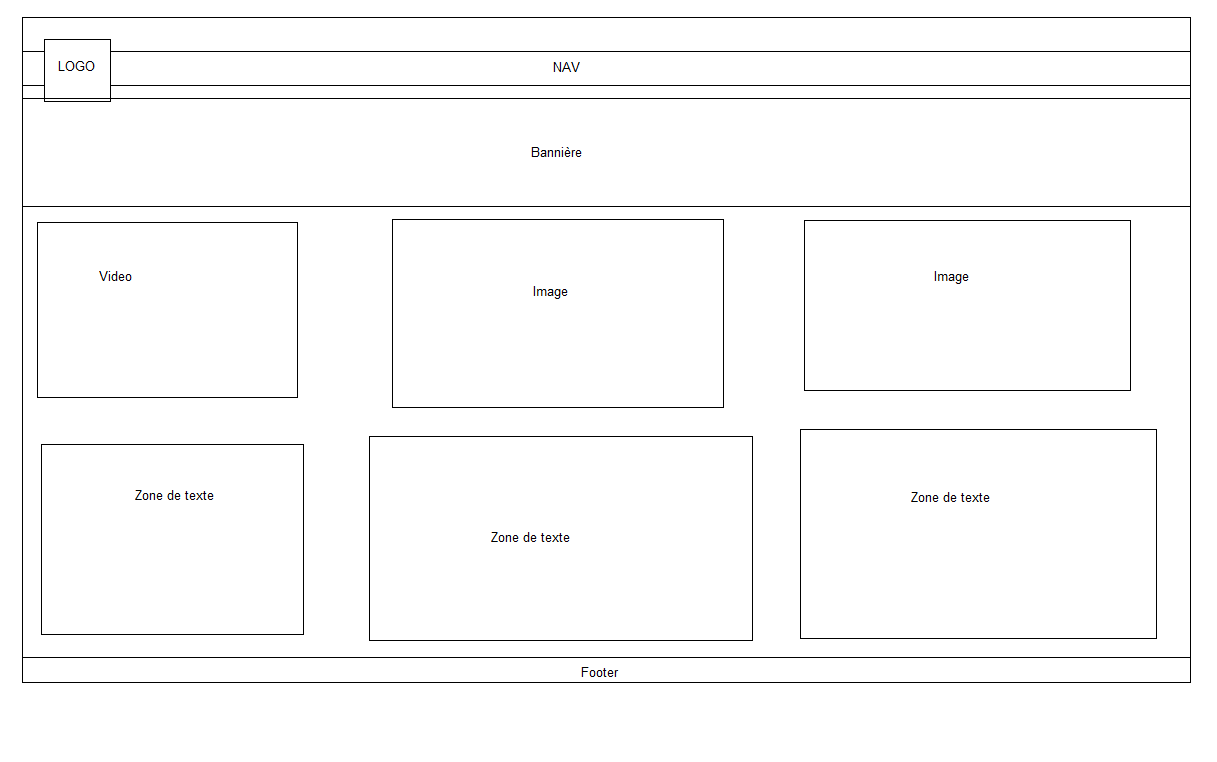 LOGO
NAV
Bannière
Video
Image
Image
Zone de texte
Zone de texte
Zone de texte
Footer